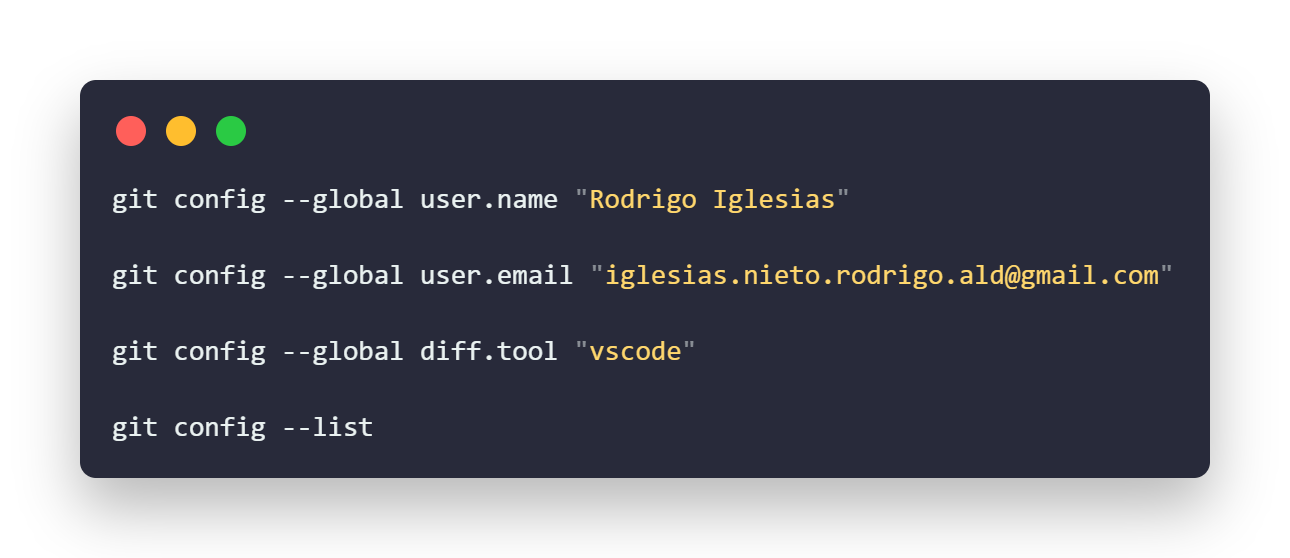 git config --global user.name "Rodrigo Iglesias"
git config --global user.email "iglesias.nieto.rodrigo.ald@gmail.com"
git config --global diff.tool "vscode"
git config --list